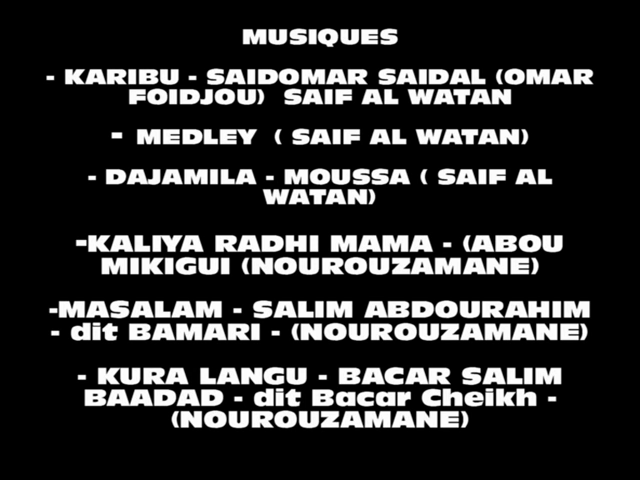 MUSIQUES
- KARIBU - SAIDOMAR SAIDAL (OMAR
FOIDJOU)  SAIF AL WATAN
- MEDLEY  ( SAIF AL WATAN)
- DAJAMILA - MOUSSA ( SAIF AL
WATAN)
-KALIYA RADHI MAMA - (ABOU
MIKIGUI (NOUROUZAMANE)
-MASALAM - SALIM ABDOURAHIM
- dit BAMARI - (NOUROUZAMANE)
- KURA LANGU - BACAR SALIM
BAADAD - dit Bacar Cheikh -
(NOUROUZAMANE)